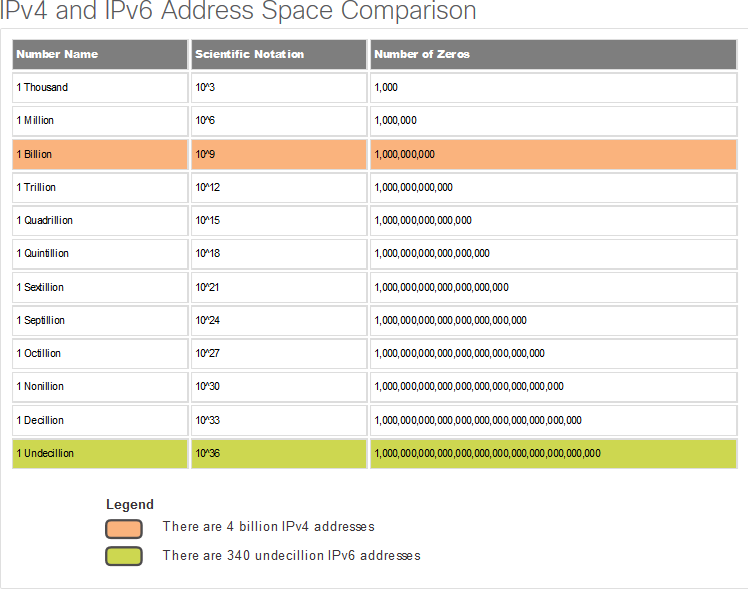 IPv4 and IPv6 Address Space Comparison
Number Name Scientific Notation Number of Zeros
1 Thousand 10^3 1,000
1 Million 10^6 1,000,000
1 Billion 10^9 1,000,000,000
1 Trillion 10^12 1,000,000,000,000
1 Quadrillion 10^15 1,000,000,000,000,000
1 Quintillion 10^18 1,000,000,000,000,000,000
1 Sextillion 10^21 1,000,000,000,000,000,000,000
1 Septillion 10^24 1,000,000,000,000,000,000,000,000
1 Octillion 10^27 1,000,000,000,000,000,000,000,000,000
1 Nonillion 10^30 1,000,000,000,000,000,000,000,000,000,000
1 Decillion 10^33 1,000,000,000,000,000,000,000,000,000,000,000
1 Undecillion 10^36 1,000,000,000,000,000,000,000,000,000,000,000,000
Legend
There are 4 billion IPv4 addresses
There are 340 undecillion IPv6 addresses